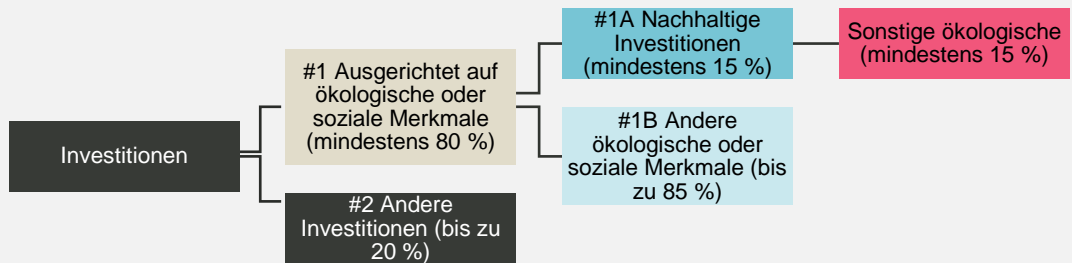 Investitionen
#1 Ausgerichtet auf
ökologische oder
soziale Merkmale
(mindestens 80 %)
#2 Andere
Investitionen (bis zu
20 %)
#1A Nachhaltige
Investitionen
(mindestens 15 %)
#1B Andere
ökologische oder
soziale Merkmale (bis
zu 85 %)
Sonstige ökologische
(mindestens 15 %)